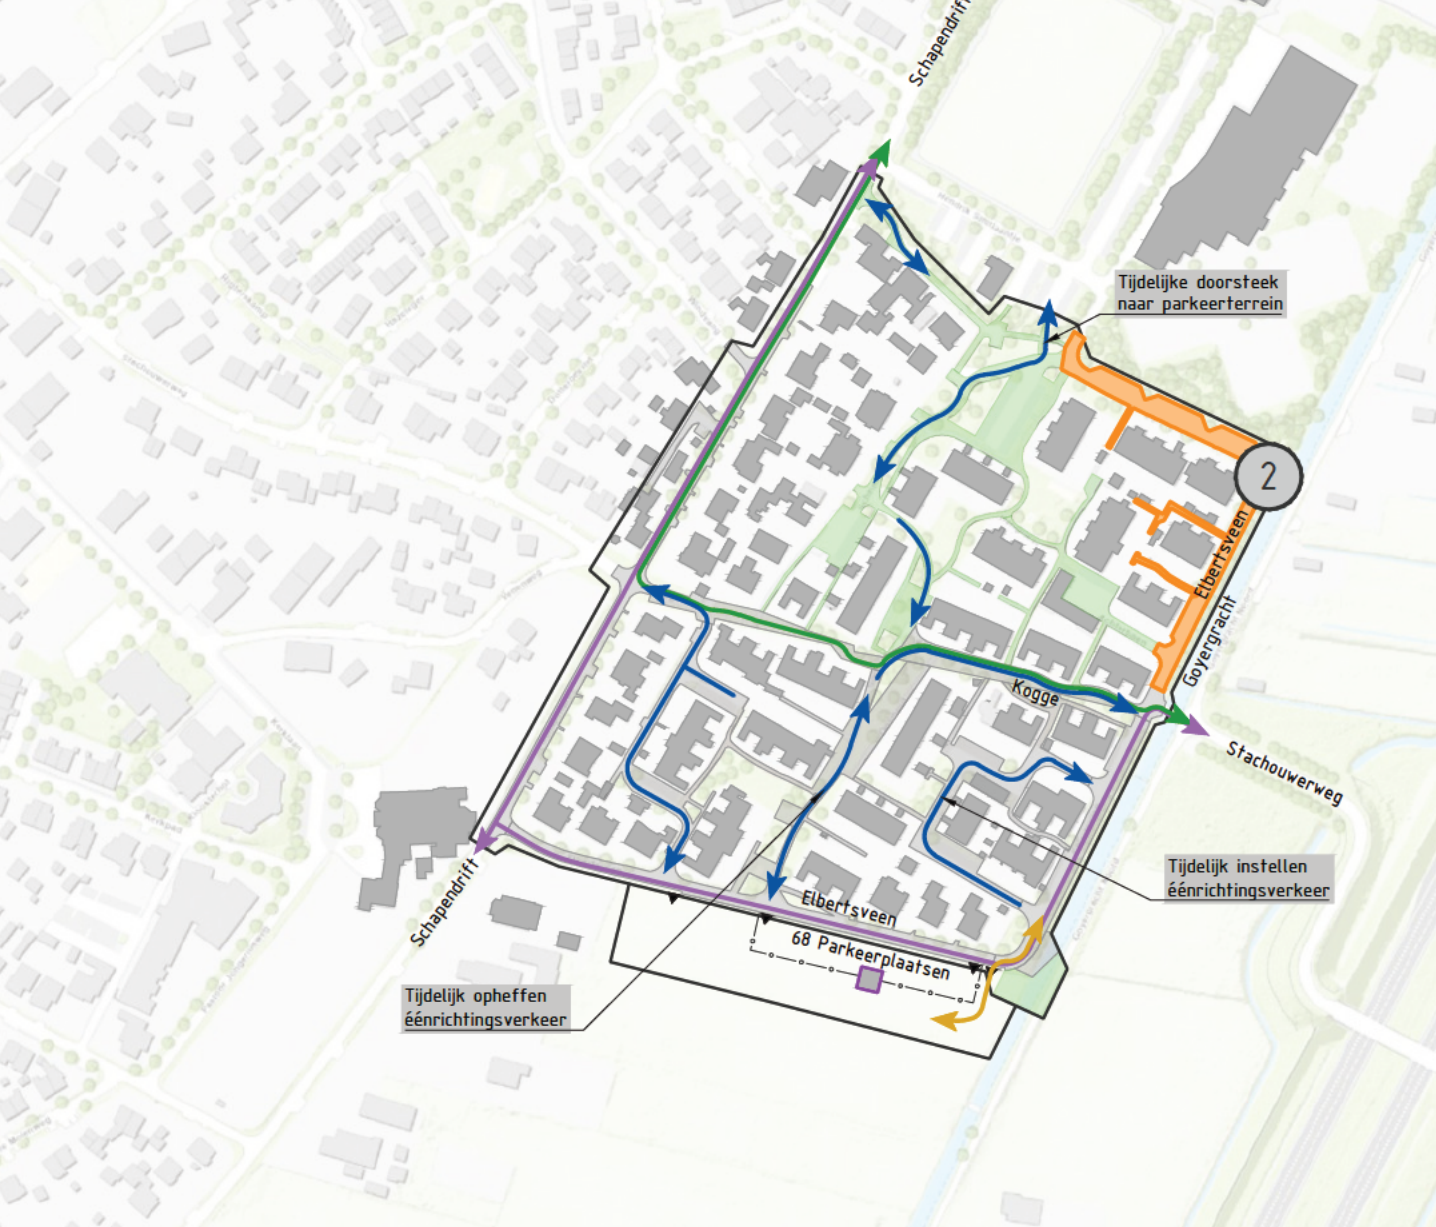 Schapendrift
Tijdelijke doorsteek
naar parkeerterrein
2
Elbertsveen
Goyergracht
Kogge
Stachouwerweg
Tijdelijk instellen
éénrichtingsverkeer
Elbertsveen
68 Parkeerplaatsen
Schapendrift
Tijdelijk opheffen
éénrichtingsverkeer